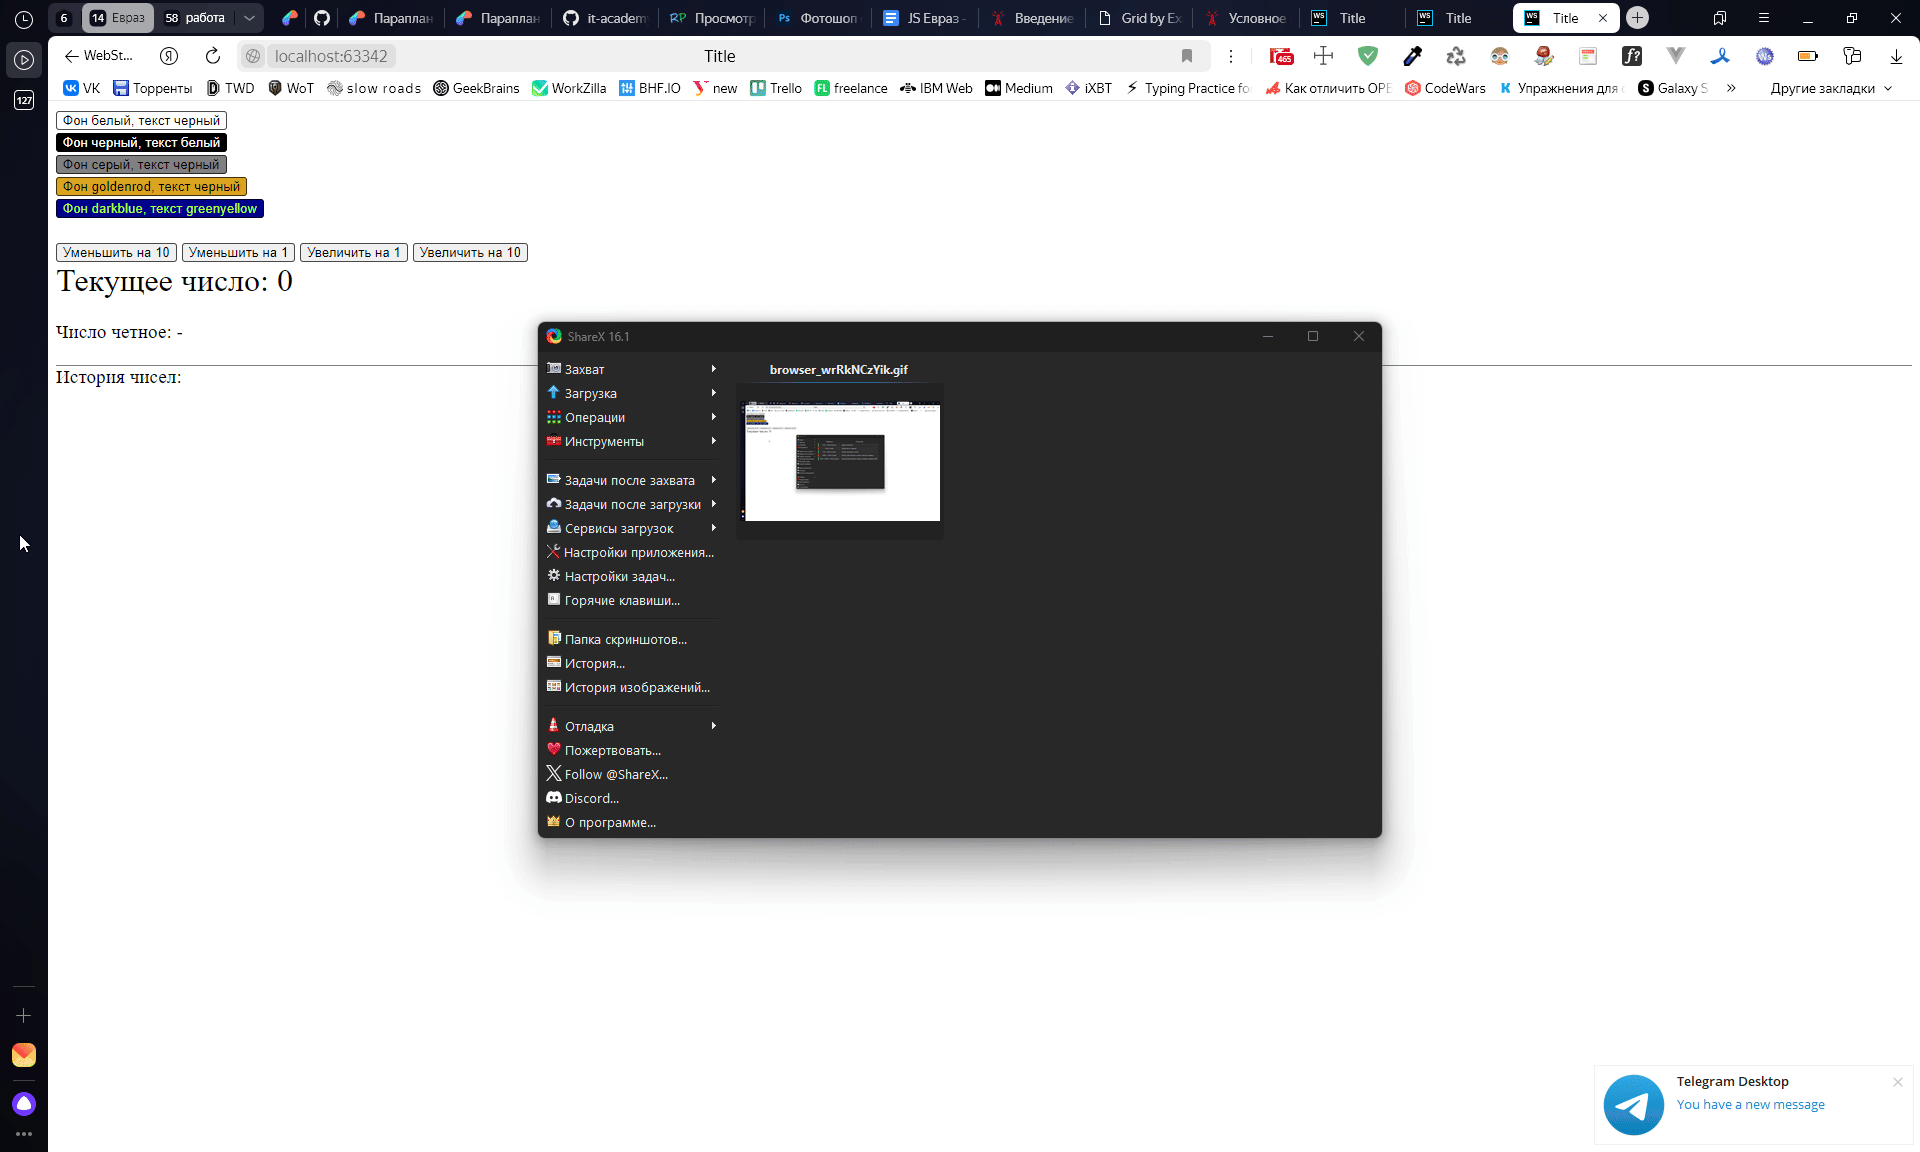 6
14 Евраз
58 работа
Параплан
Параплан
it-academ
RP Просмотр
Ps Фотошоп
JS Евраз -
Введение
Grid by Ex
Условное
WS Title
WS Title
WS Title
127
WebSt...
Я
localhost:63342
Title
465
f?
VK
Торренты
TWD
WoT
slow roads
GeekBrains
WorkZilla
BHF.IO
new
Trello
FL freelance
IBM Web
Medium
iXBT
Typing Practice fo
Как отличить OPE
CodeWars
Упражнения для
Galaxy S
»
Другие закладки
Фон белый, текст черный
Фон черный, текст белый
Фон серый, текст черный
Фон goldenrod, текст черный
Фон darkblue, текст greenyellow
Уменьшить на 10
Уменьшить на 1
Увеличить на 1
Увеличить на 10
Текущее число: 0
Число четное: -
История чисел:
ShareX 16.1
Захват
Загрузка
Операции
Инструменты
Задачи после захвата
Задачи после загрузки
Сервисы загрузок
Настройки приложения...
Настройки задач...
Горячие клавиши...
Папка скриншотов...
История...
История изображений...
Отладка
Пожертвовать...
Follow @ShareX...
Discord...
О программе...
browser_wrRkNCzYik.gif
Telegram Desktop
You have a new message